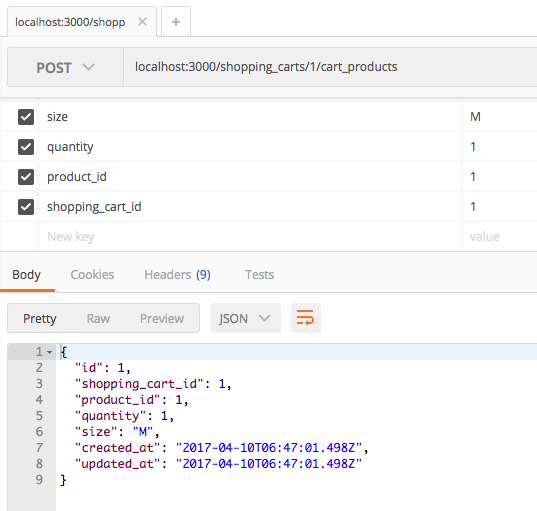 localhost:3000/shopp × +
POST localhost:3000/shopping_carts/1/cart_products
size M
quantity 1
product_id 1
shopping_cart_id 1
New key value
Body Cookies Headers (9) Tests
Pretty Raw Preview JSON
1 {
2 "id": 1,
3 "shopping_cart_id": 1,
4 "product_id": 1,
5 "quantity": 1,
6 "size": "M",
7 "created_at": "2017-04-10T06:47:01.498Z",
8 "updated_at": "2017-04-10T06:47:01.498Z"
9 }